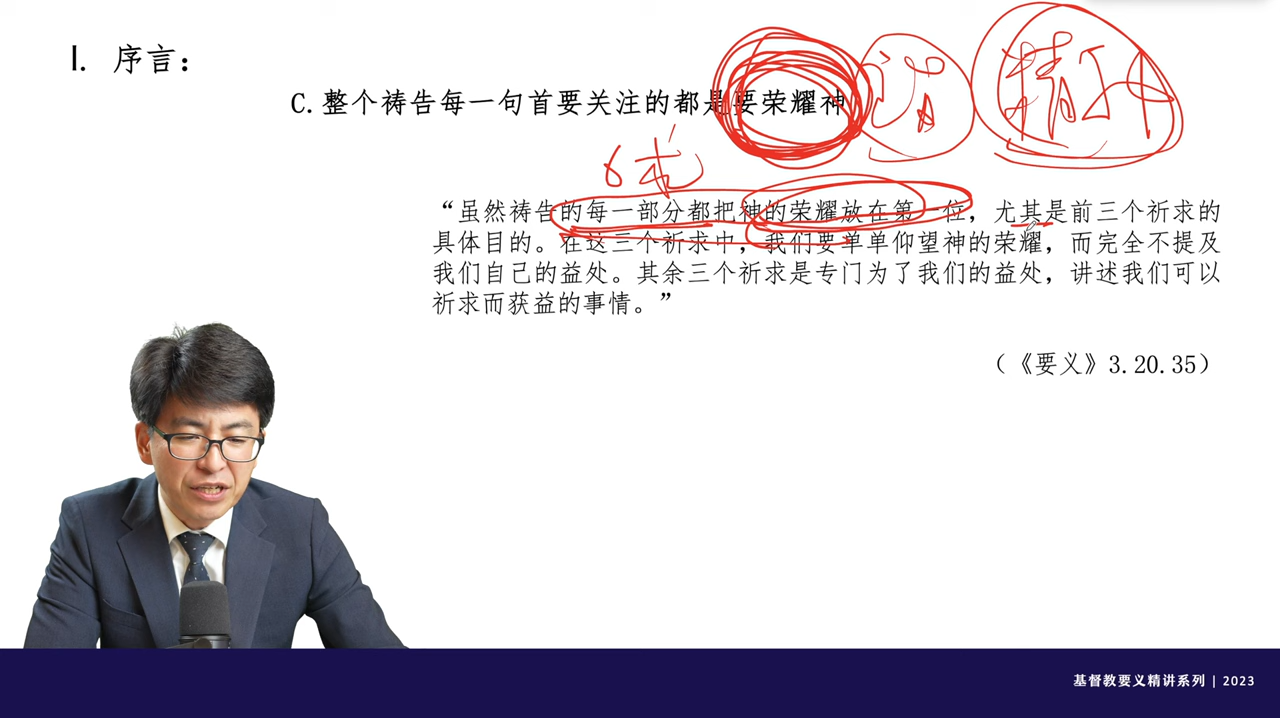 I. 序言：
C.整个祷告每一句首要关注的都是要荣耀神
6求
“虽然祷告的每一部分都把神的荣耀放在第一位，尤其是前三个祈求的
具体目的。在这三个祈求中，我们要单单仰望神的荣耀，而完全不提及
我们自己的益处。其余三个祈求是专门为了我们的益处，讲述我们可以
祈求而获益的事情。”
（《要义》3.20.35）
基督教要义精讲系列 | 2023